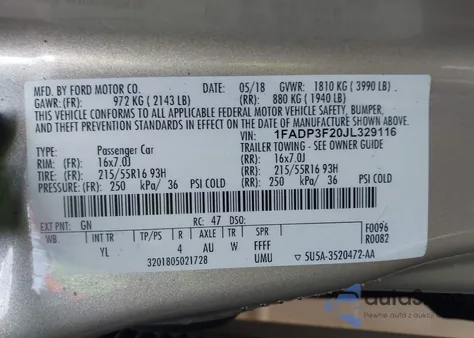 MFD. BY FORD MOTOR CO.
DATE: 05/18 GVWR: 1810 KG ( 3990 LB)
GAWR: (FR) 972 KG ( 2143 LB) (RR) 880 KG ( 1940 LB)
THIS VEHICLE CONFORMS TO ALL APPLICABLE FEDERAL MOTOR VEHICLE SAFETY, BUMPER,
AND THEFT PREVENTION STANDARDS IN EFFECT ON THE DATE OF MANUFACTURE SHOWN ABOVE.
VIN: 1FADP3F20JL329116
TYPE: Passenger Car TRAILER TOWING - SEE OWNER GUIDE
RIM: (FR) 16x7.0J (RR): 16x7.0J
TIRE: (FR) 215/55R16 93H (RR): 215/55R16 93H
PRESSURE: (FR) 250 kPa/ 36 PSI COLD (RR) 250 kPa/ 36 PSI COLD
EXT PNT: GN RC: 47 DSO: F0096
WB INT TR TP/PS R AXLE TR SPR R0082
YL 4 AU W FFFF
3201805021728 UMU 5U5A-3520472-AA